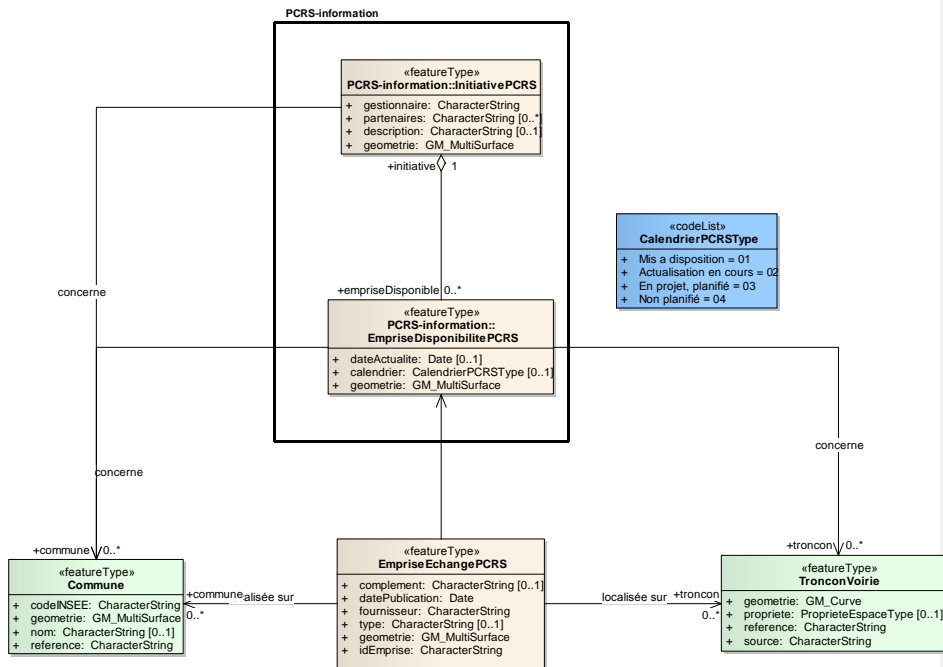 PCRS-information
«featureType»
PCRS-information::InitiativePCRS
+ gestionnaire: CharacterString
+ partenaires: CharacterString [0..*]
+ description: CharacterString [0..1]
+ geometrie: GM_MultiSurface
+initiative 1
«codeList»
CalendrierPCRSType
+ Mis a disposition = 01
+ Actualisation en cours = 02
+ En projet, planifié = 03
+ Non planifié = 04
concerne
+empriseDisponible 0..*
«featureType»
PCRS-information::
EmpriseDisponibilitePCRS
+ dateActualite: Date [0..1]
+ calendrier: CalendrierPCRSType [0..1]
+ geometrie: GM_MultiSurface
concerne
concerne
+commune 0..*
+troncon 0..*
«featureType»
Commune
+ codeINSEE: CharacterString
+ geometrie: GM_MultiSurface
+ nom: CharacterString [0..1]
+ reference: CharacterString
+commune alisée sur
0..*
«featureType»
EmpriseEchangePCRS
+ complement: CharacterString [0..1]
+ datePublication: Date
+ fournisseur: CharacterString
+ type: CharacterString [0..1]
+ geometrie: GM_MultiSurface
+ idEmprise: CharacterString
localisée sur +troncon
0..*
«featureType»
TronconVoirie
+ geometrie: GM_Curve
+ propriete: ProprieteEspaceType [0..1]
+ reference: CharacterString
+ source: CharacterString